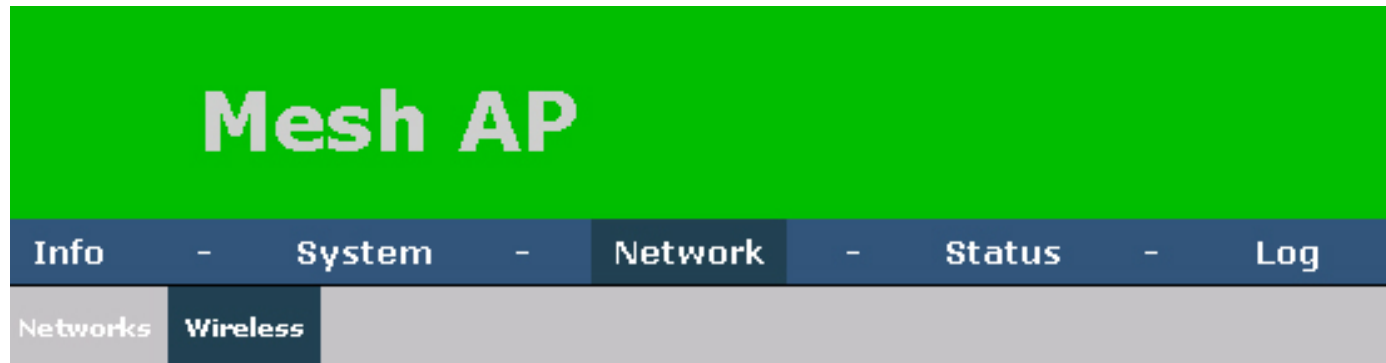 Mesh AP
Info - System - Network - Status - Log
Networks Wireless